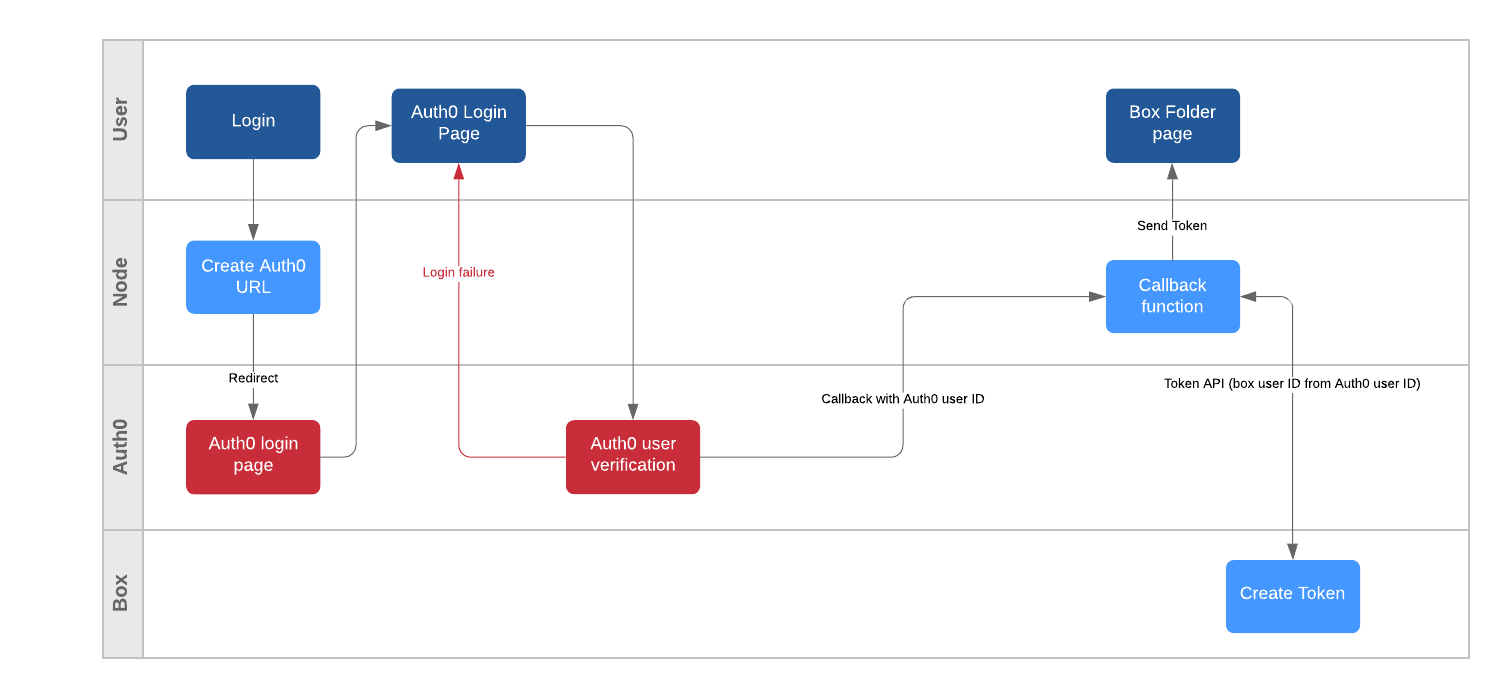 User
Login
Auth0 Login
Page
Box Folder
page
Send Token
Node
Create Auth0
URL
Login failure
Callback
function
Redirect
Token API (box user ID from Auth0 user ID)
Callback with Auth0 user ID
Auth0
Auth0 login
page
Auth0 user
verification
Box
Create Token